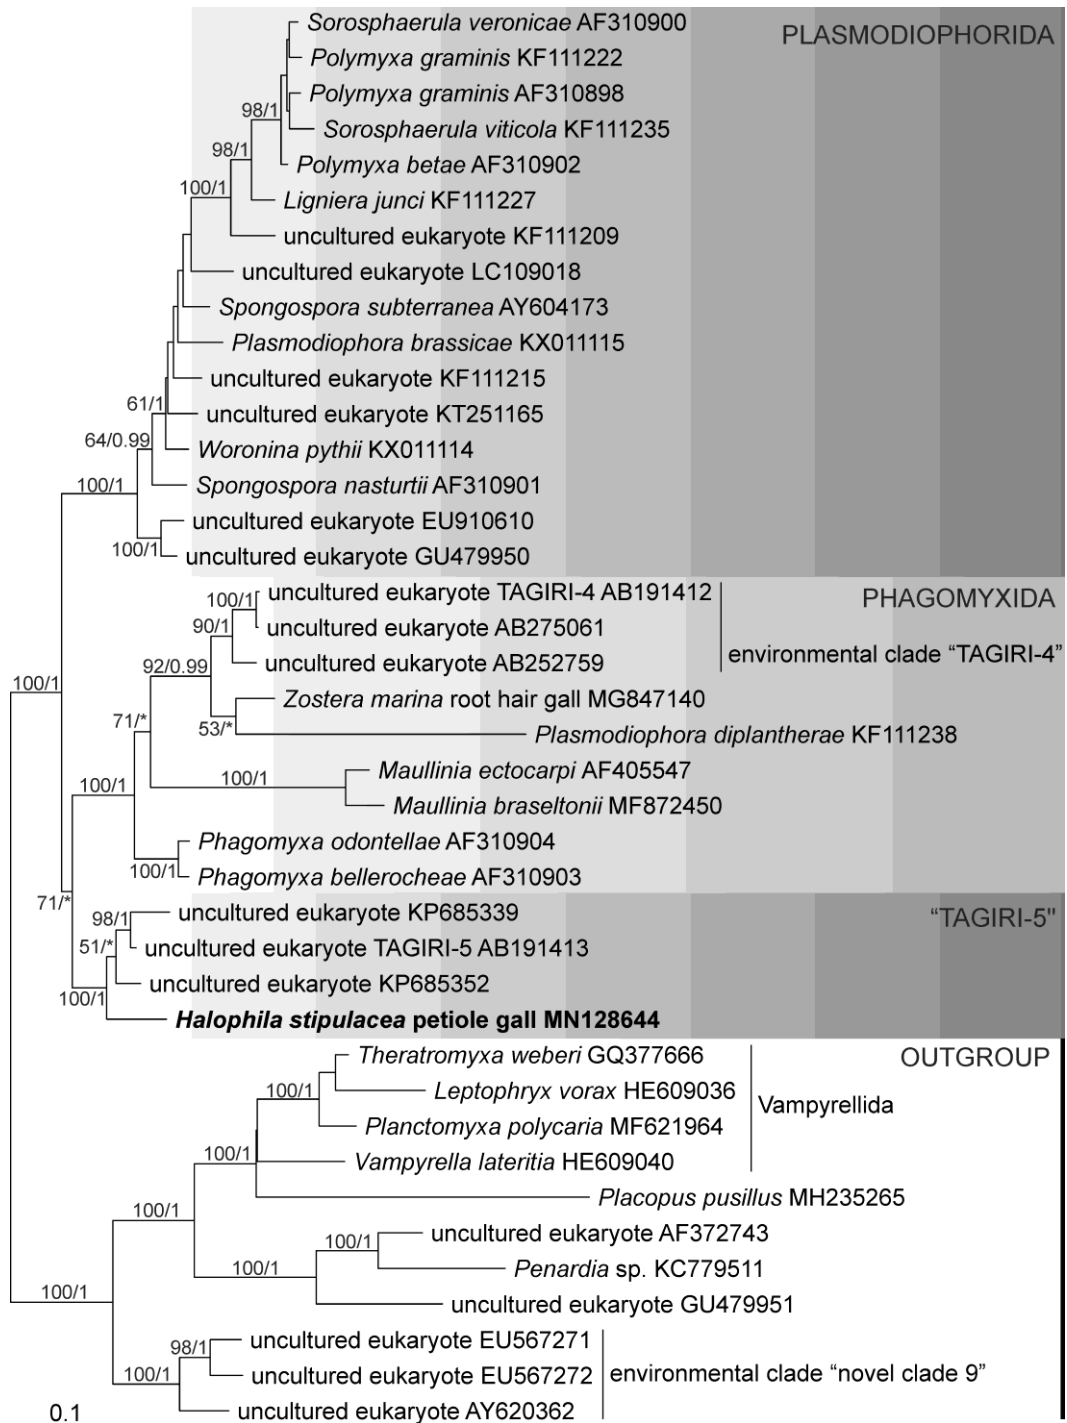 Sorosphaerula veronicae AF310900
PLASMODIOPHORIDA
Polymyxa graminis KF111222
Polymyxa graminis AF310898
98/1
Sorosphaerula viticola KF111235
98/1
Polymyxa betae AF310902
100/1
Ligniera junci KF111227
uncultured eukaryote KF111209
uncultured eukaryote LC109018
Spongospora subterranea AY604173
Plasmodiophora brassicae KX011115
uncultured eukaryote KF111215
61/1
uncultured eukaryote KT251165
64/0.99
Woronina pythii KX011114
100/1
Spongospora nasturtii AF310901
uncultured eukaryote EU910610
100/1
uncultured eukaryote GU479950
100/1
uncultured eukaryote TAGIRI-4 AB191412
PHAGOMYXIDA
90/1
uncultured eukaryote AB275061
92/0.99
uncultured eukaryote AB252759
environmental clade “TAGIRI-4”
100/1
Zostera marina root hair gall MG847140
71/*
53/*
Plasmodiophora diplantherae KF111238
100/1
100/1
Maullinia ectocarpi AF405547
Maullinia braseltonii MF872450
Phagomyxa odontellae AF310904
100/1
Phagomyxa bellerocheae AF310903
71/*
98/1
uncultured eukaryote KP685339
“TAGIRI-5"
51/*
uncultured eukaryote TAGIRI-5 AB191413
uncultured eukaryote KP685352
100/1
Halophila stipulacea petiole gall MN128644
Theratromyxa weberi GQ377666
OUTGROUP
100/1
Leptophryx vorax HE609036
Vampyrellida
Planctomyxa polycaria MF621964
100/1
Vampyrella lateritia HE609040
Placopus pusillus MH235265
100/1
uncultured eukaryote AF372743
100/1
100/1
Penardia sp. KC779511
100/1
uncultured eukaryote GU479951
uncultured eukaryote EU567271
98/1
100/1
uncultured eukaryote EU567272
environmental clade “novel clade 9”
uncultured eukaryote AY620362
0.1